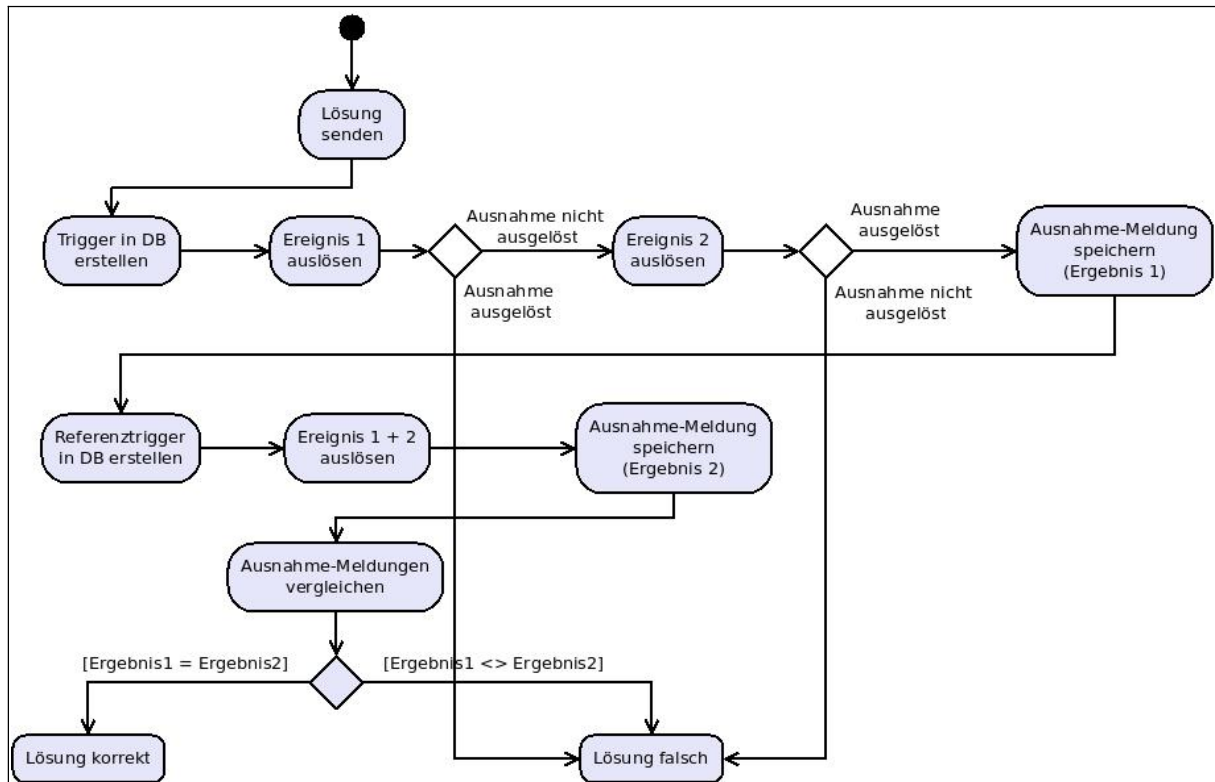 Lösung
senden
Trigger in DB
erstellen
Ereignis 1
auslösen
Ausnahme nicht
ausgelöst
Ausnahme
ausgelöst
Ereignis 2
auslösen
Ausnahme
ausgelöst
Ausnahme nicht
ausgelöst
Ausnahme-Meldung
speichern
(Ergebnis 1)
Referenztrigger
in DB erstellen
Ereignis 1 + 2
auslösen
Ausnahme-Meldung
speichern
(Ergebnis 2)
Ausnahme-Meldungen
vergleichen
[Ergebnis1 = Ergebnis2]
[Ergebnis1 <> Ergebnis2]
Lösung korrekt
Lösung falsch